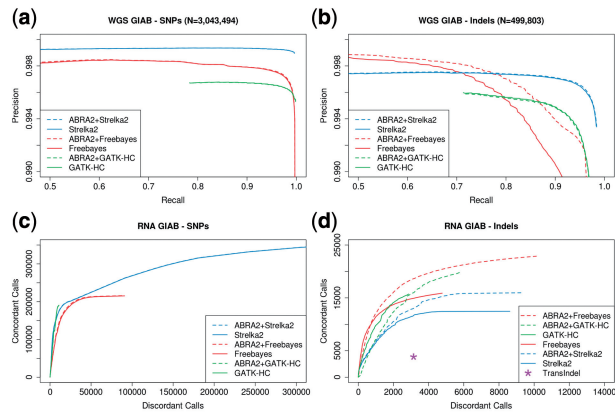 (a)
WGS GIAB - SNPs (N=3,043,494)
Precision
0.998
0.994
0.990
ABRA2+Strelka2
Strelka2
ABRA2+Freebayes
Freebayes
ABRA2+GATK-HC
GATK-HC
0.5 0.6 0.7 0.8 0.9 1.0
Recall
(b)
WGS GIAB - Indels (N=499,803)
Precision
0.998
0.994
0.990
ABRA2+Strelka2
Strelka2
ABRA2+Freebayes
Freebayes
ABRA2+GATK-HC
GATK-HC
0.5 0.6 0.7 0.8 0.9 1.0
Recall
(c)
RNA GIAB - SNPs
Concordant Calls
300000
200000
100000
0
ABRA2+Strelka2
Strelka2
ABRA2+Freebayes
Freebayes
ABRA2+GATK-HC
GATK-HC
0 50000 100000 150000 200000 250000 300000
Discordant Calls
(d)
RNA GIAB - Indels
Concordant Calls
25000
15000
5000
0
ABRA2+Freebayes
ABRA2+GATK-HC
GATK-HC
Freebayes
ABRA2+Strelka2
Strelka2
TransIndel
0 2000 4000 6000 8000 10000 12000 14000
Discordant Calls